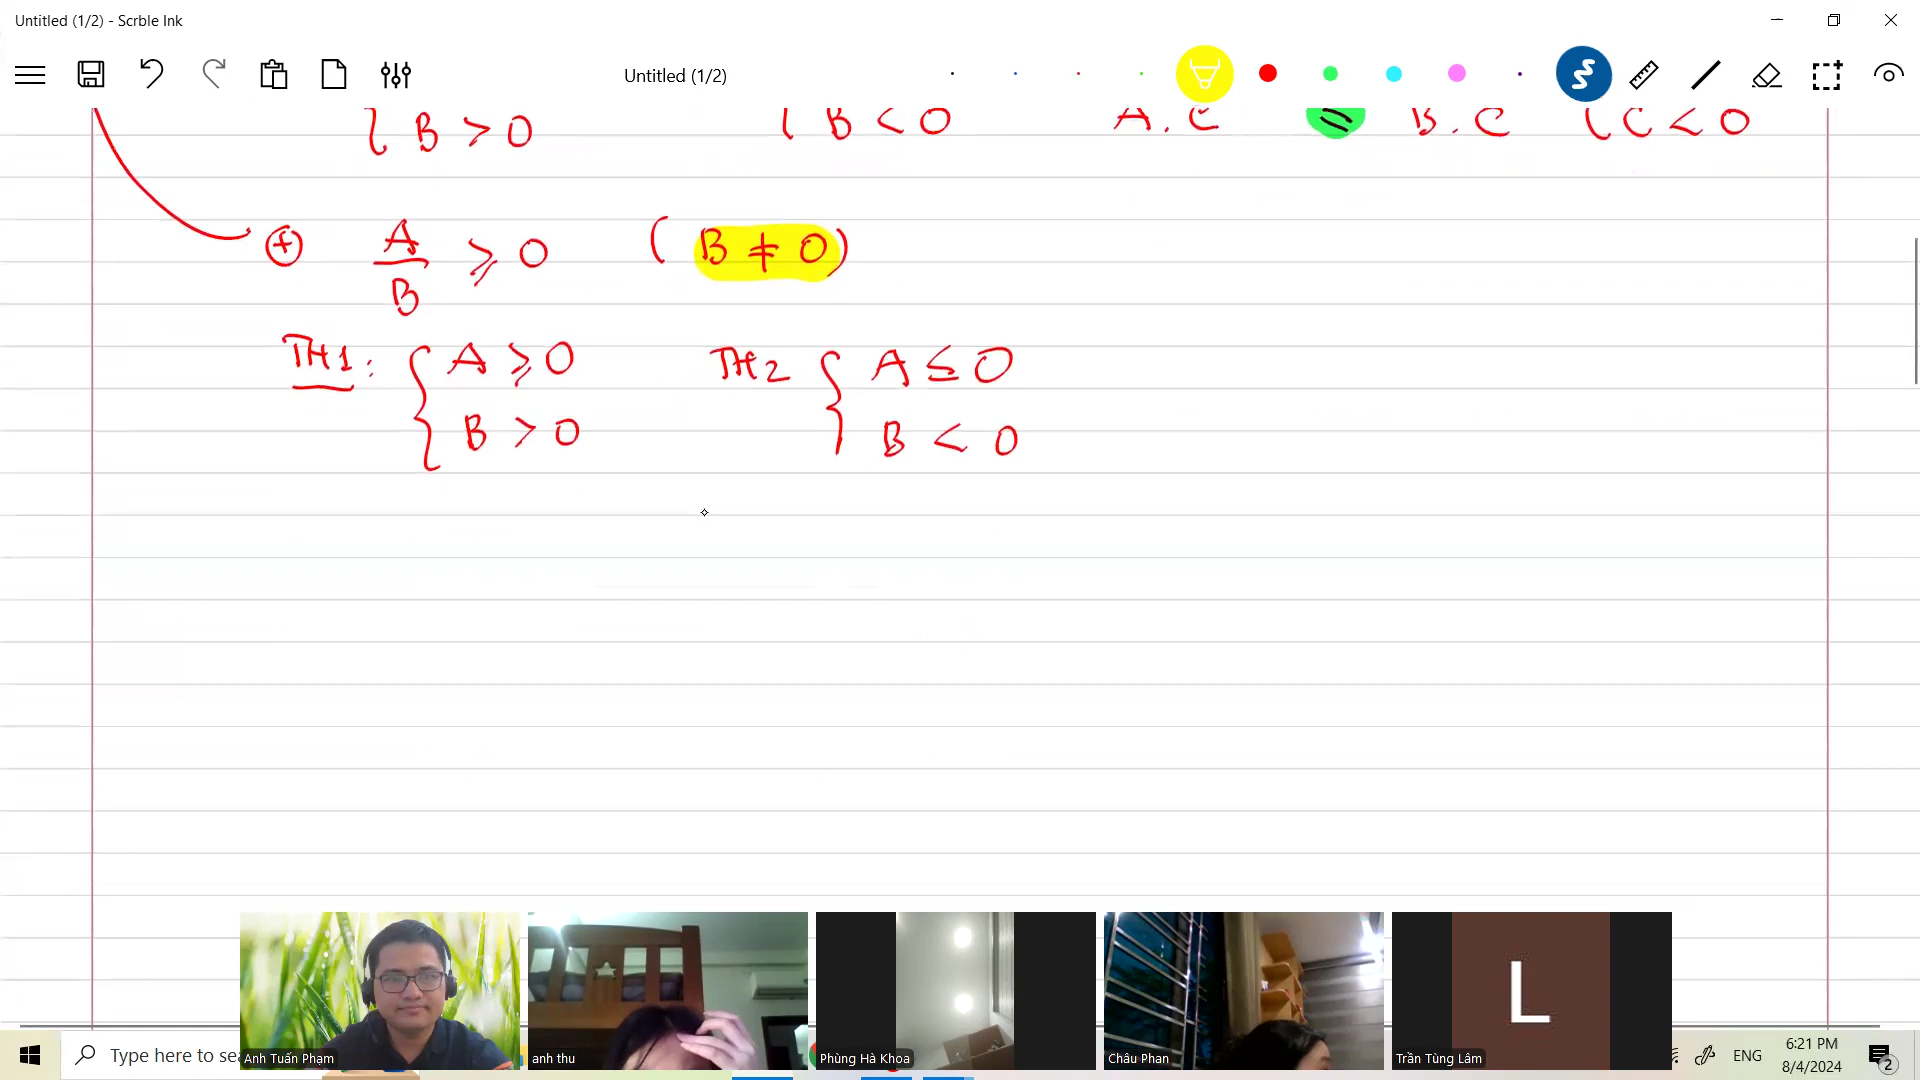 Untitled (1/2) - Scrble Ink
Untitled (1/2)
B > 0
B < 0
A . C = B . C
C < 0
⊕ A/B ⩾ 0 ( B ≠ 0 )
TH1 : { A ⩾ 0
B > 0
TH2 { A ≤ 0
B < 0
L
Anh Tuấn Phạm
anh thu
Phùng Hà Khoa
Châu Phan
Trần Tùng Lâm
Type here to se
ENG
6:21 PM
8/4/2024
2